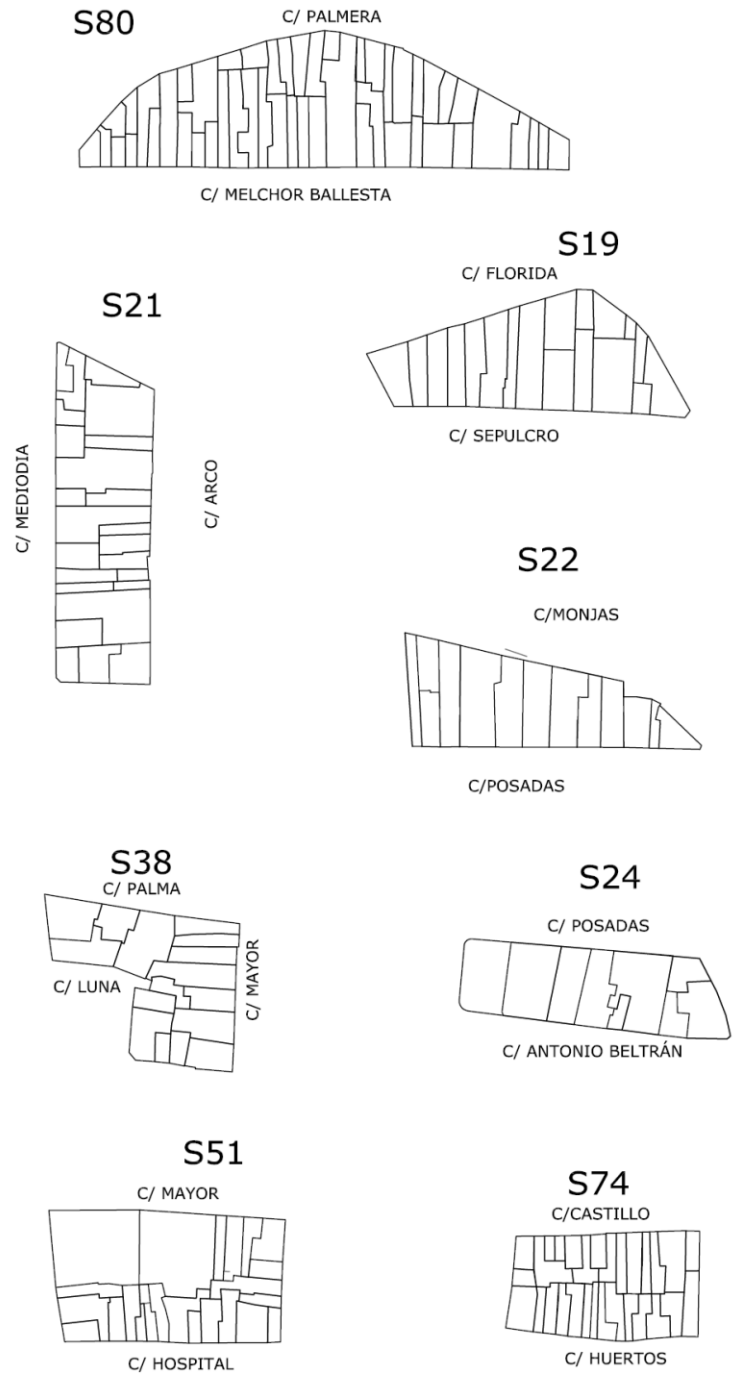 S80
C/ PALMERA
C/ MELCHOR BALLESTA
S19
C/ FLORIDA
C/ SEPULCRO
S21
C/ MEDIODIA
C/ ARCO
S22
C/MONJAS
C/POSADAS
S38
C/ PALMA
C/ LUNA
C/ MAYOR
S24
C/ POSADAS
C/ ANTONIO BELTRÁN
S51
C/ MAYOR
C/ HOSPITAL
S74
C/CASTILLO
C/ HUERTOS